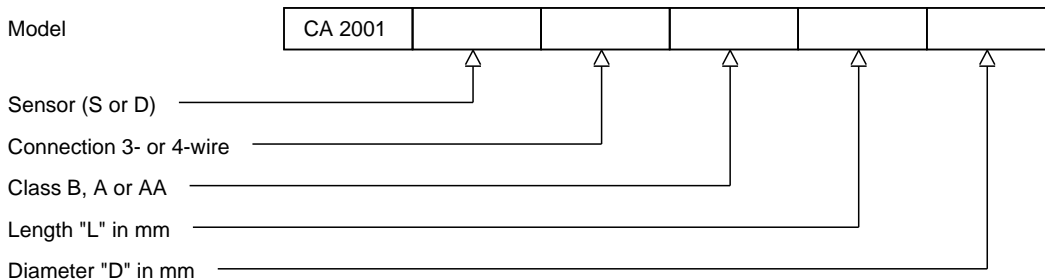 Model CA 2001
Sensor (S or D)
Connection 3- or 4-wire
Class B, A or AA
Length "L" in mm
Diameter "D" in mm